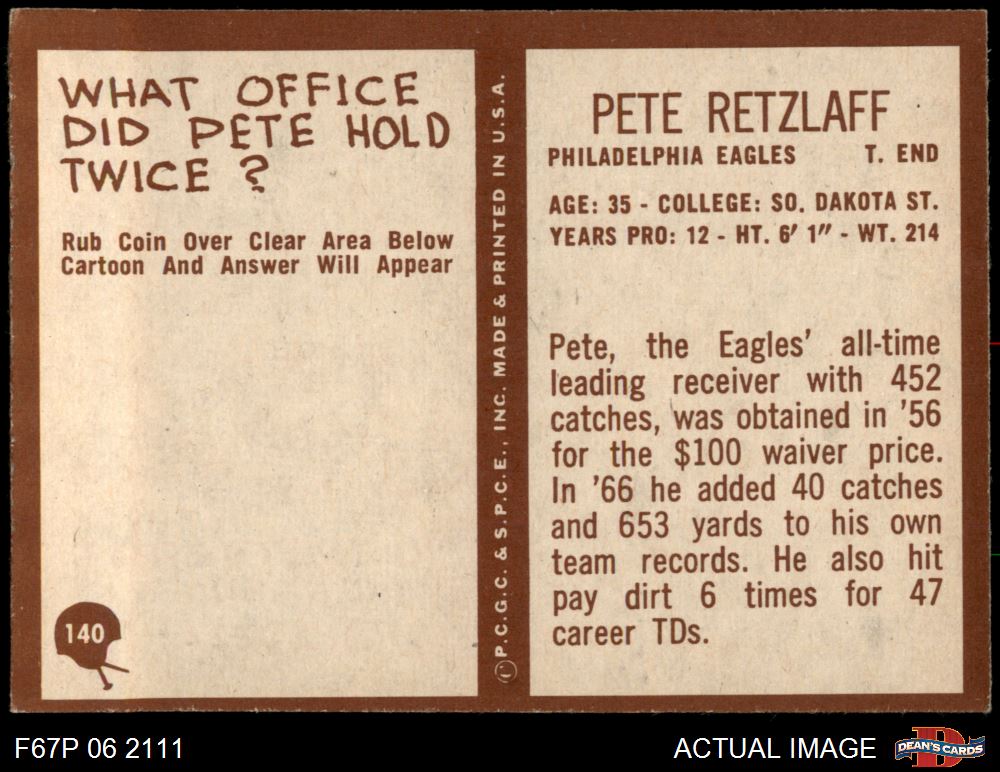 WHAT OFFICE
DID PETE HOLD
TWICE ?
Rub Coin Over Clear Area Below
Cartoon And Answer Will Appear
140
Ⓒ P.C.G.C. & S.P.C.E., INC. MADE & PRINTED IN U.S.A.
PETE RETZLAFF
PHILADELPHIA EAGLES T. END
AGE: 35 - COLLEGE: SO. DAKOTA ST.
YEARS PRO: 12 - HT. 6' 1" - WT. 214
Pete, the Eagles' all-time
leading receiver with 452
catches, was obtained in '56
for the $100 waiver price.
In '66 he added 40 catches
and 653 yards to his own
team records. He also hit
pay dirt 6 times for 47
career TDs.
F67P 06 2111
ACTUAL IMAGE
DEAN'S CARDS